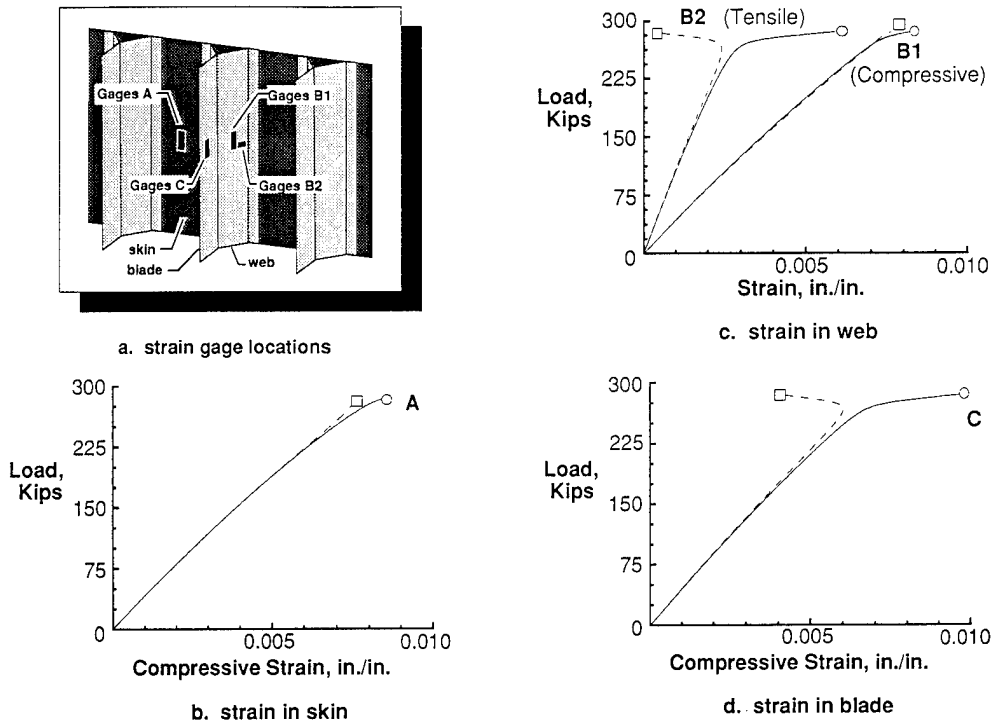 Gages A
Gages B1
Gages C
Gages B2
skin
blade
web
a. strain gage locations
300
225
150
75
0
Load,
Kips
B2 (Tensile)
B1
(Compressive)
0.005
0.010
Strain, in./in.
c. strain in web
300
225
150
75
0
Load,
Kips
A
0.005
0.010
Compressive Strain, in./in.
b. strain in skin
300
225
150
75
0
Load,
Kips
C
0.005
0.010
Compressive Strain, in./in.
d. strain in blade